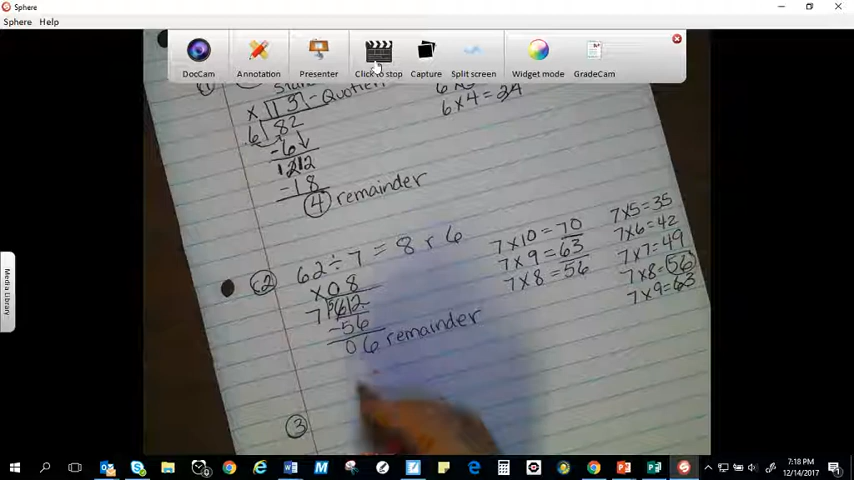 Sphere
Sphere Help
DocCam Annotation Presenter Click to stop Capture Split screen Widget mode GradeCam
Media Library
1
x 13 - Quotient
6 82
-6
12
-18
4 remainder
6x4=24
2 62÷7=8 r 6
x 08
7 62
-56
06 remainder
7x10=70
7x9=63
7x8=56
7x5=35
7x6=42
7x7=49
7x8=56
7x9=63
3
7:18 PM
12/14/2017